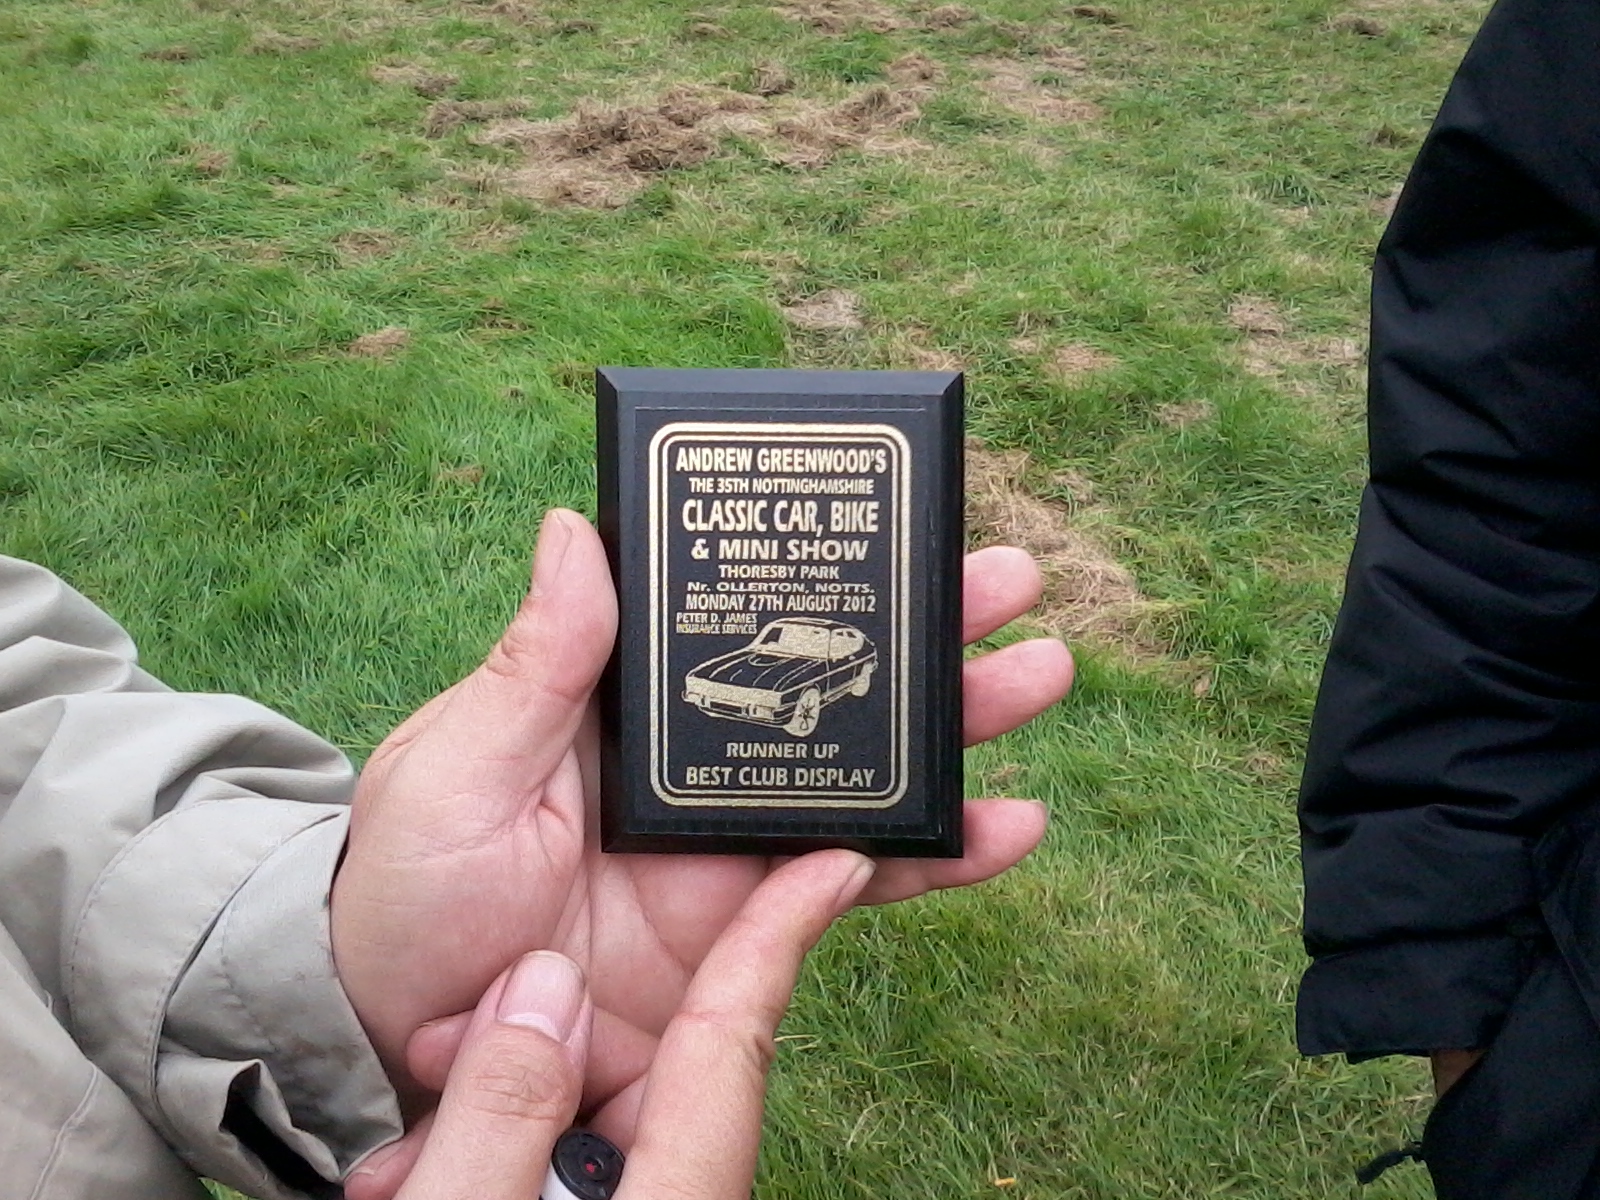 ANDREW GREENWOOD'S
THE 35TH NOTTINGHAMSHIRE
CLASSIC CAR, BIKE
& MINI SHOW
THORESBY PARK
Nr. OLLERTON, NOTTS.
MONDAY 27TH AUGUST 2012
PETER D. JAMES
INSURANCE SERVICES
RUNNER UP
BEST CLUB DISPLAY